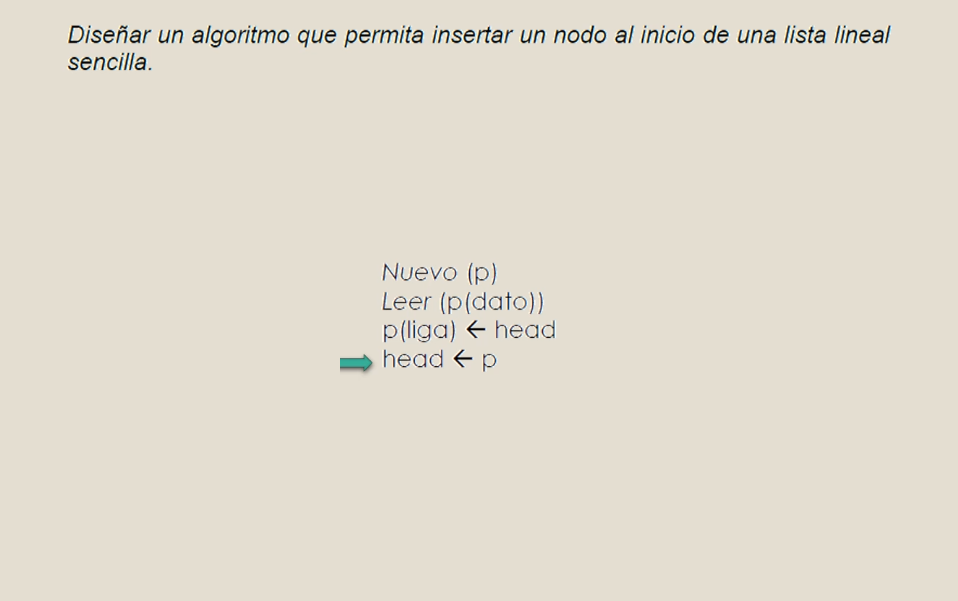 Diseñar un algoritmo que permita insertar un nodo al inicio de una lista lineal
sencilla.
Nuevo (p)
Leer (p(dato))
p(liga) ← head
head ← p